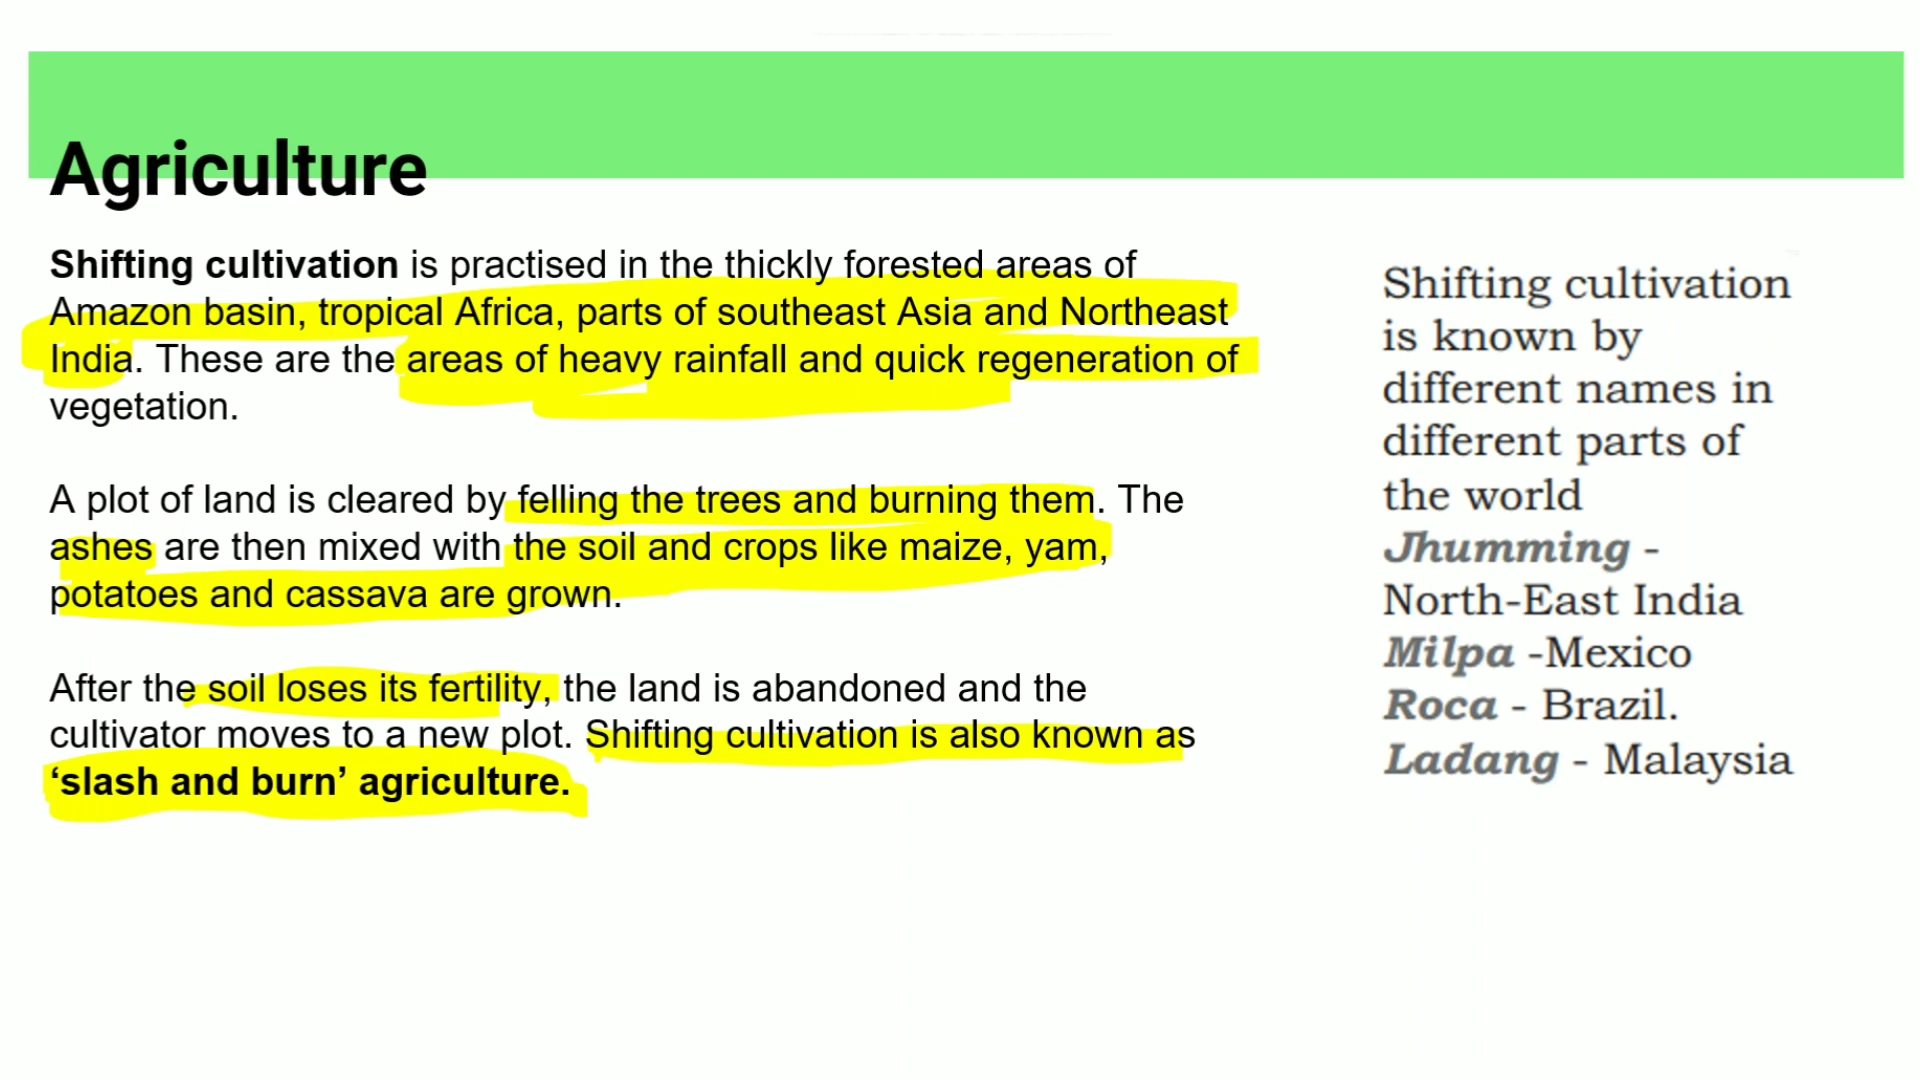 Agriculture
Shifting cultivation is practised in the thickly forested areas of
Amazon basin, tropical Africa, parts of southeast Asia and Northeast
India. These are the areas of heavy rainfall and quick regeneration of
vegetation.
A plot of land is cleared by felling the trees and burning them. The
ashes are then mixed with the soil and crops like maize, yam,
potatoes and cassava are grown.
After the soil loses its fertility, the land is abandoned and the
cultivator moves to a new plot. Shifting cultivation is also known as
‘slash and burn’ agriculture.
Shifting cultivation
is known by
different names in
different parts of
the world
Jhumming -
North-East India
Milpa -Mexico
Roca - Brazil.
Ladang - Malaysia